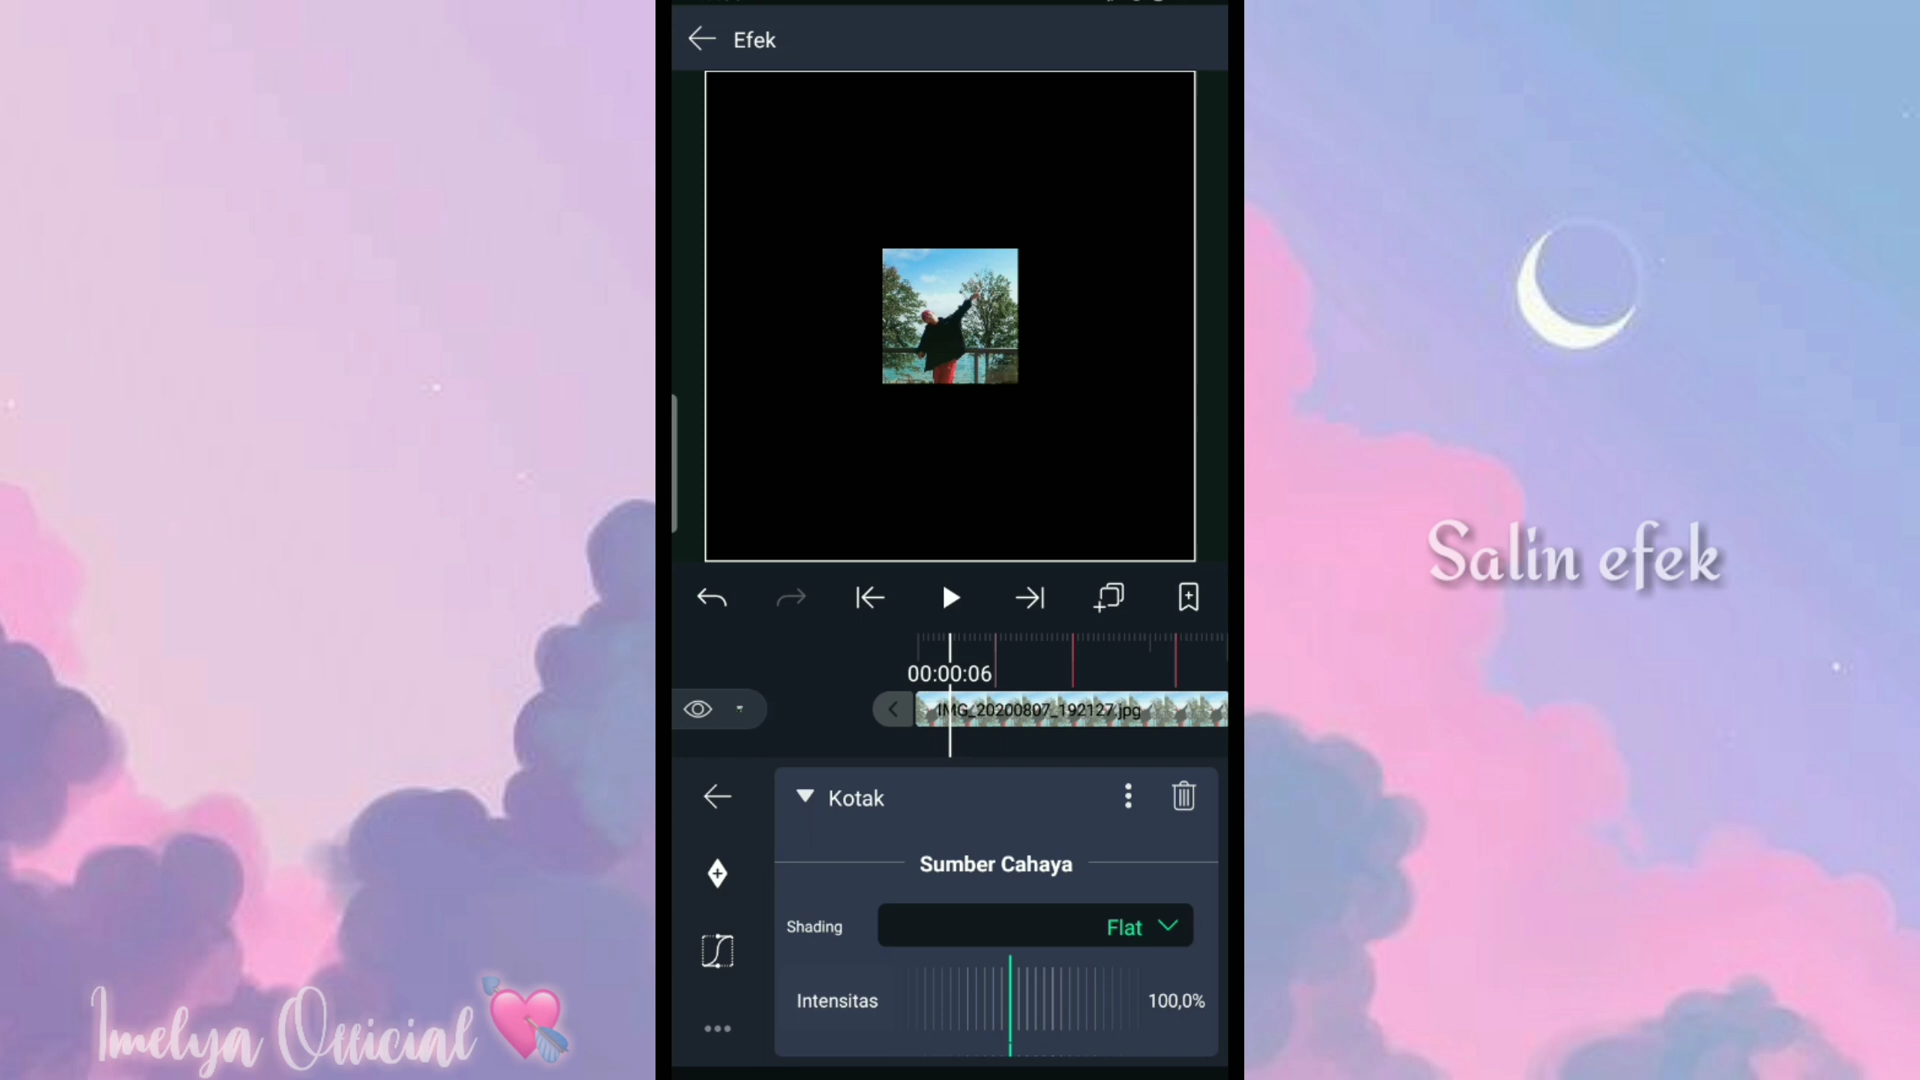 Efek
00:00:06
IMG_20200807_192127.jpg
Kotak
Sumber Cahaya
Shading
Flat
Intensitas
100,0%
Salin efek
Imelya Official